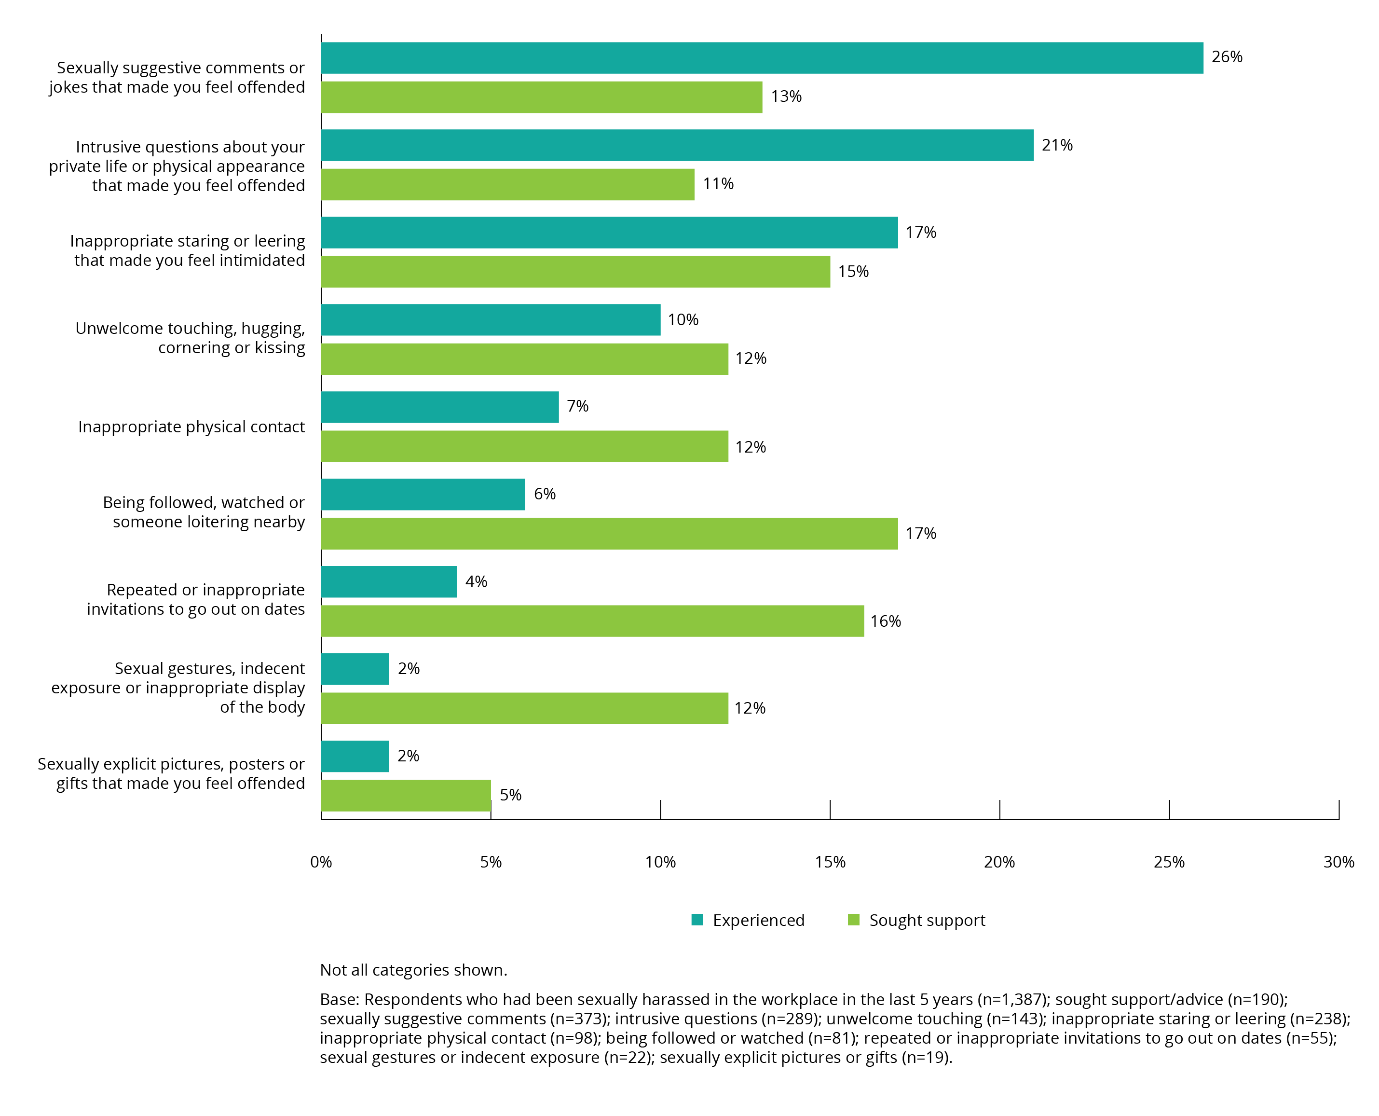 Sexually suggestive comments or
jokes that made you feel offended
26%
13%
Intrusive questions about your
private life or physical appearance
that made you feel offended
21%
11%
Inappropriate staring or leering
that made you feel intimidated
17%
15%
Unwelcome touching, hugging,
cornering or kissing
10%
12%
Inappropriate physical contact
7%
12%
Being followed, watched or
someone loitering nearby
6%
17%
Repeated or inappropriate
invitations to go out on dates
4%
16%
Sexual gestures, indecent
exposure or inappropriate display
of the body
2%
12%
Sexually explicit pictures, posters or
gifts that made you feel offended
2%
5%
0% 5% 10% 15% 20% 25% 30%
Experienced Sought support
Not all categories shown.
Base: Respondents who had been sexually harassed in the workplace in the last 5 years (n=1,387); sought support/advice (n=190);
sexually suggestive comments (n=373); intrusive questions (n=289); unwelcome touching (n=143); inappropriate staring or leering (n=238);
inappropriate physical contact (n=98); being followed or watched (n=81); repeated or inappropriate invitations to go out on dates (n=55);
sexual gestures or indecent exposure (n=22); sexually explicit pictures or gifts (n=19).